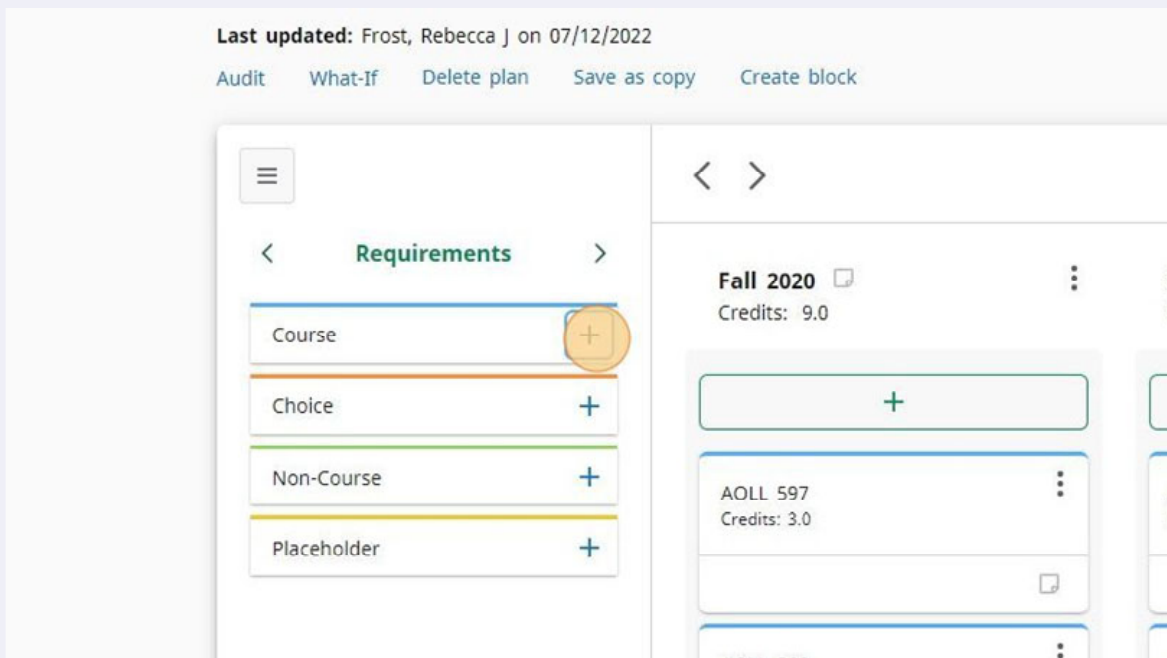 Last updated: Frost, Rebecca J on 07/12/2022
Audit What-If Delete plan Save as copy Create block
Requirements
Course
Choice
Non-Course
Placeholder
Fall 2020
Credits: 9.0
AOLL 597
Credits: 3.0